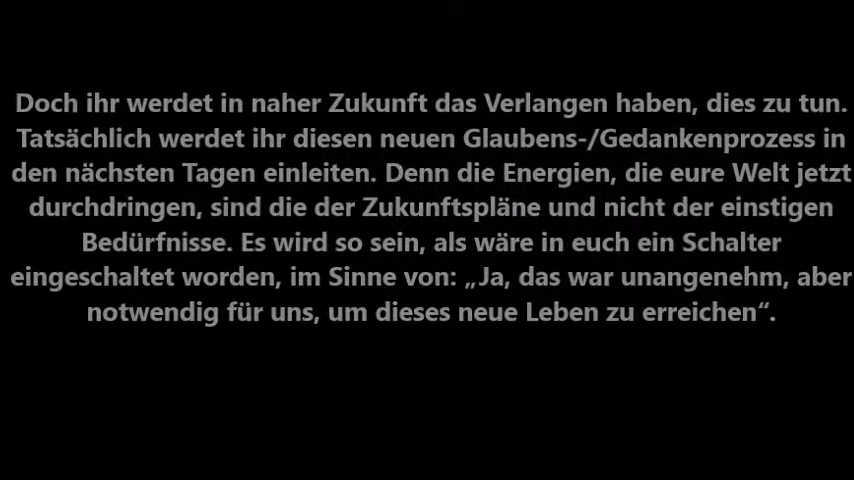 Doch ihr werdet in naher Zukunft das Verlangen haben, dies zu tun.
Tatsächlich werdet ihr diesen neuen Glaubens-/Gedankenprozess in
den nächsten Tagen einleiten. Denn die Energien, die eure Welt jetzt
durchdringen, sind die der Zukunftspläne und nicht der einstigen
Bedürfnisse. Es wird so sein, als wäre in euch ein Schalter
eingeschaltet worden, im Sinne von: „Ja, das war unangenehm, aber
notwendig für uns, um dieses neue Leben zu erreichen“.